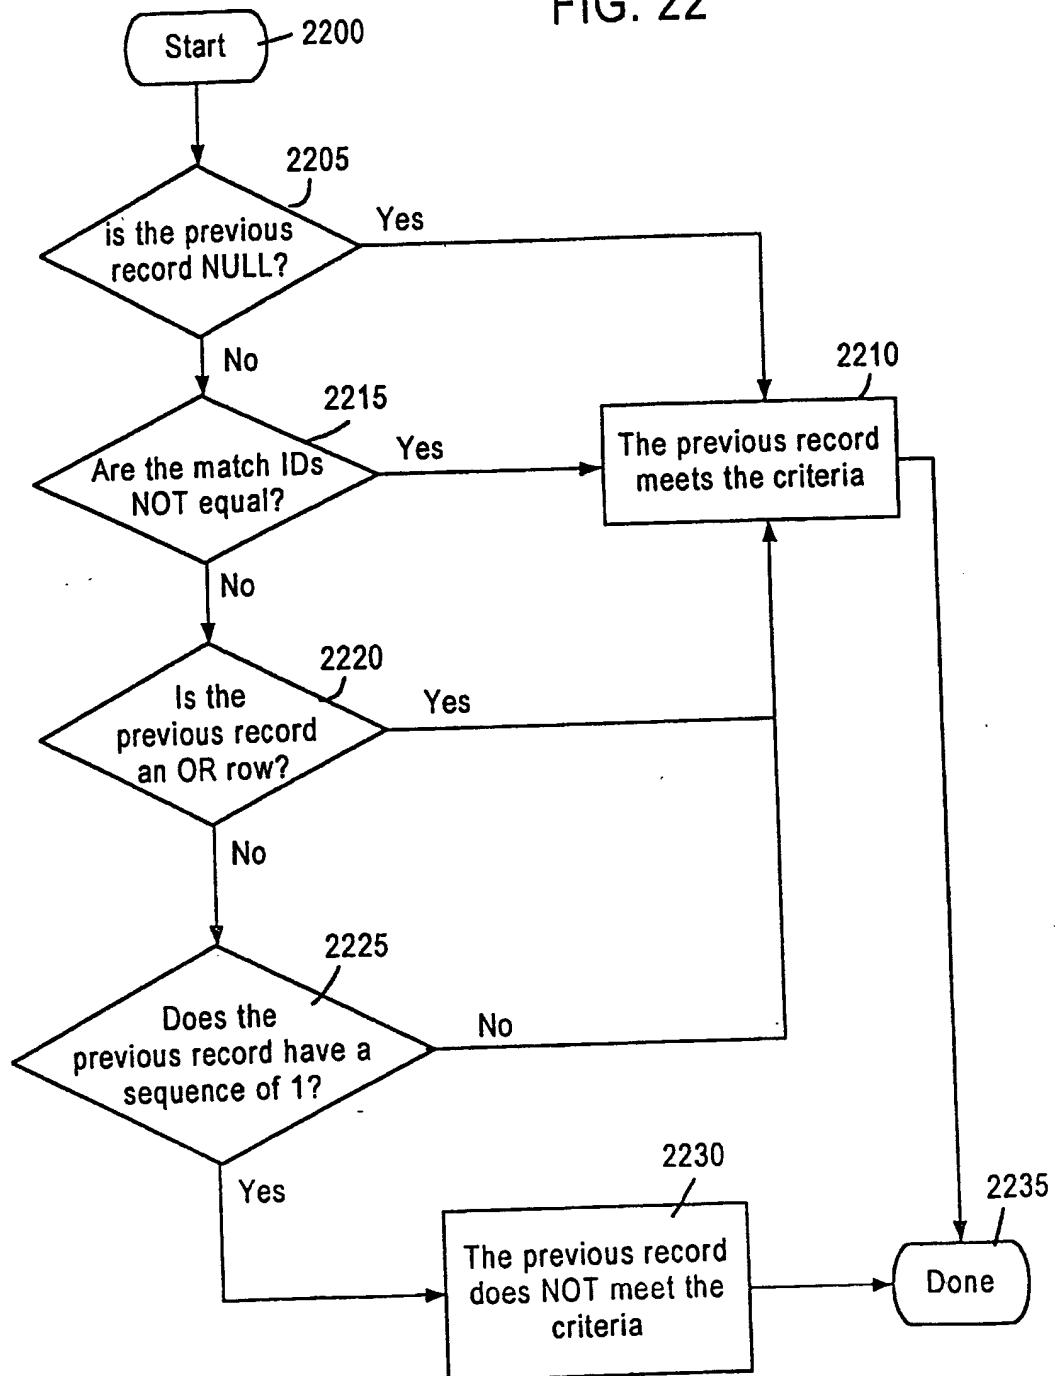 FIG. 22
Start
2200
2205
is the previous
record NULL?
Yes
No
2210
The previous record
meets the criteria
2215
Are the match IDs
NOT equal?
Yes
No
2220
Is the
previous record
an OR row?
Yes
No
2225
Does the
previous record have a
sequence of 1?
No
Yes
2230
The previous record
does NOT meet the
criteria
2235
Done